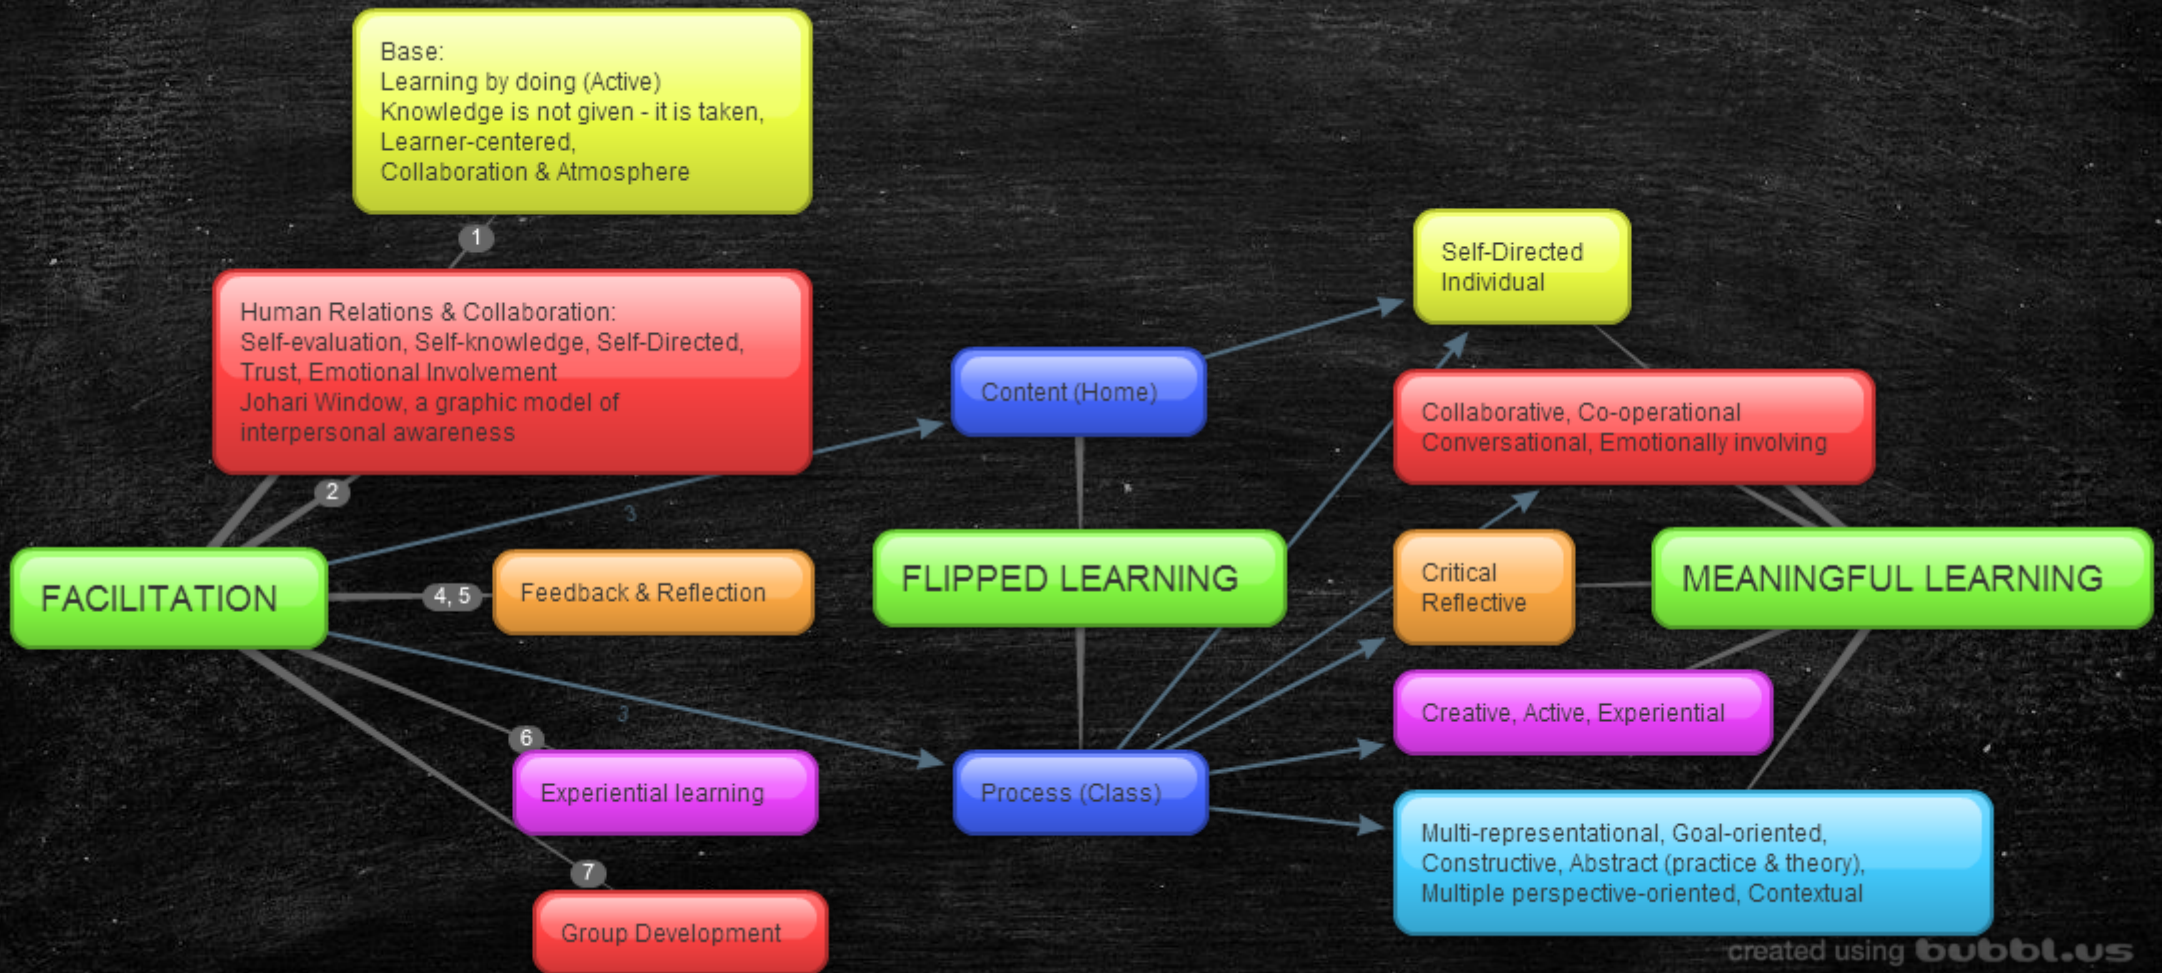 Base:
Learning by doing (Active)
Knowledge is not given - it is taken,
Learner-centered,
Collaboration & Atmosphere
1
Human Relations & Collaboration:
Self-evaluation, Self-knowledge, Self-Directed,
Trust, Emotional Involvement
Johari Window, a graphic model of
interpersonal awareness
2
3
FACILITATION
4, 5
Feedback & Reflection
3
6
Experiential learning
7
Group Development
Content (Home)
FLIPPED LEARNING
Process (Class)
Self-Directed
Individual
Collaborative, Co-operational
Conversational, Emotionally involving
Critical
Reflective
MEANINGFUL LEARNING
Creative, Active, Experiential
Multi-representational, Goal-oriented,
Constructive, Abstract (practice & theory),
Multiple perspective-oriented, Contextual
created using bubbl.us